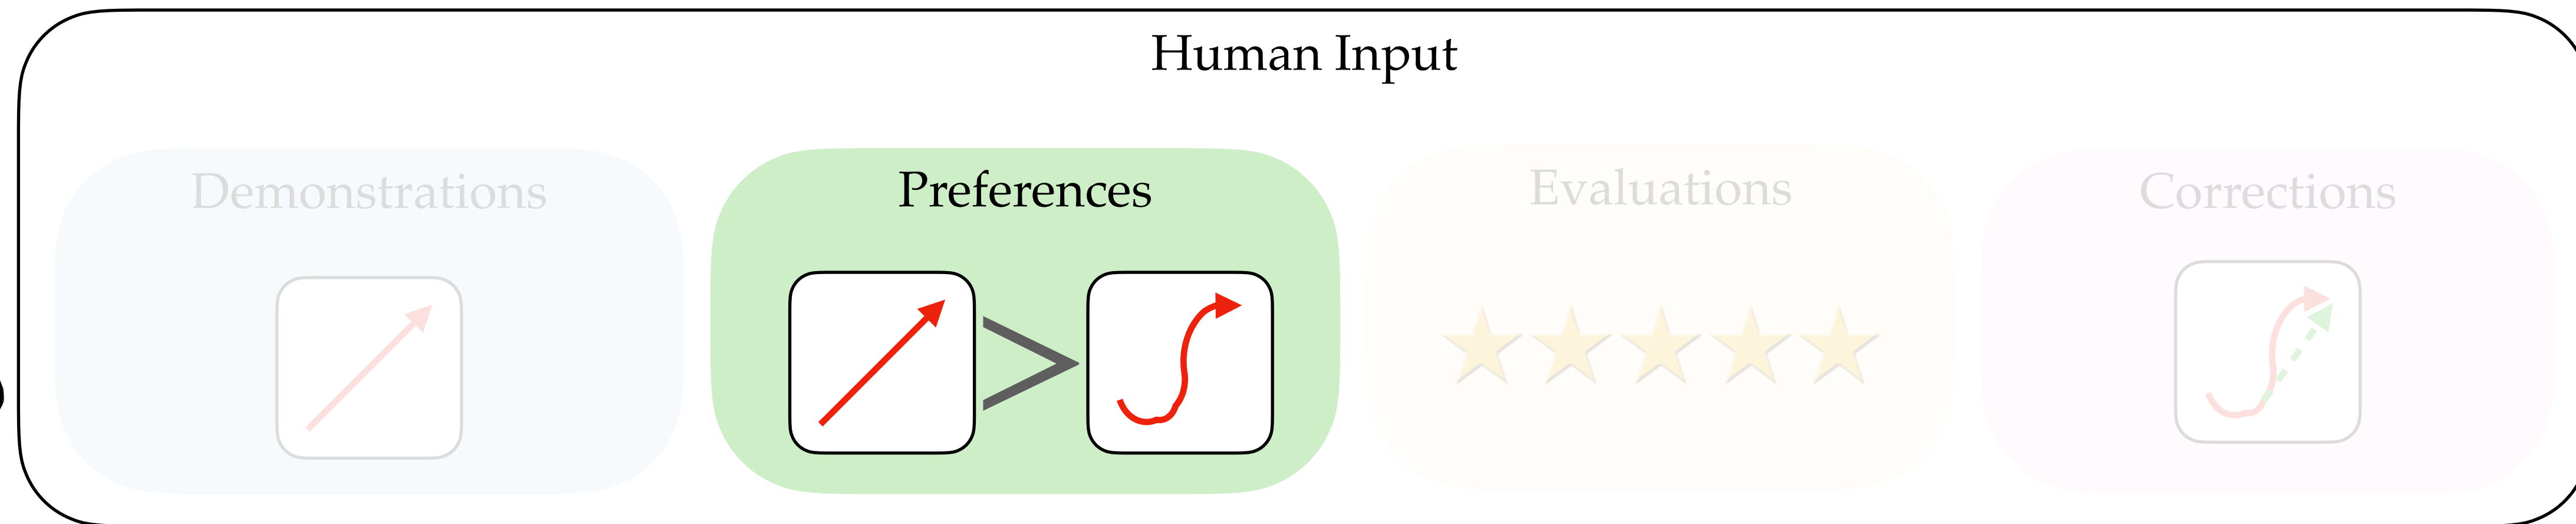 Human Input
Demonstrations
Preferences
Evaluations
Corrections
>